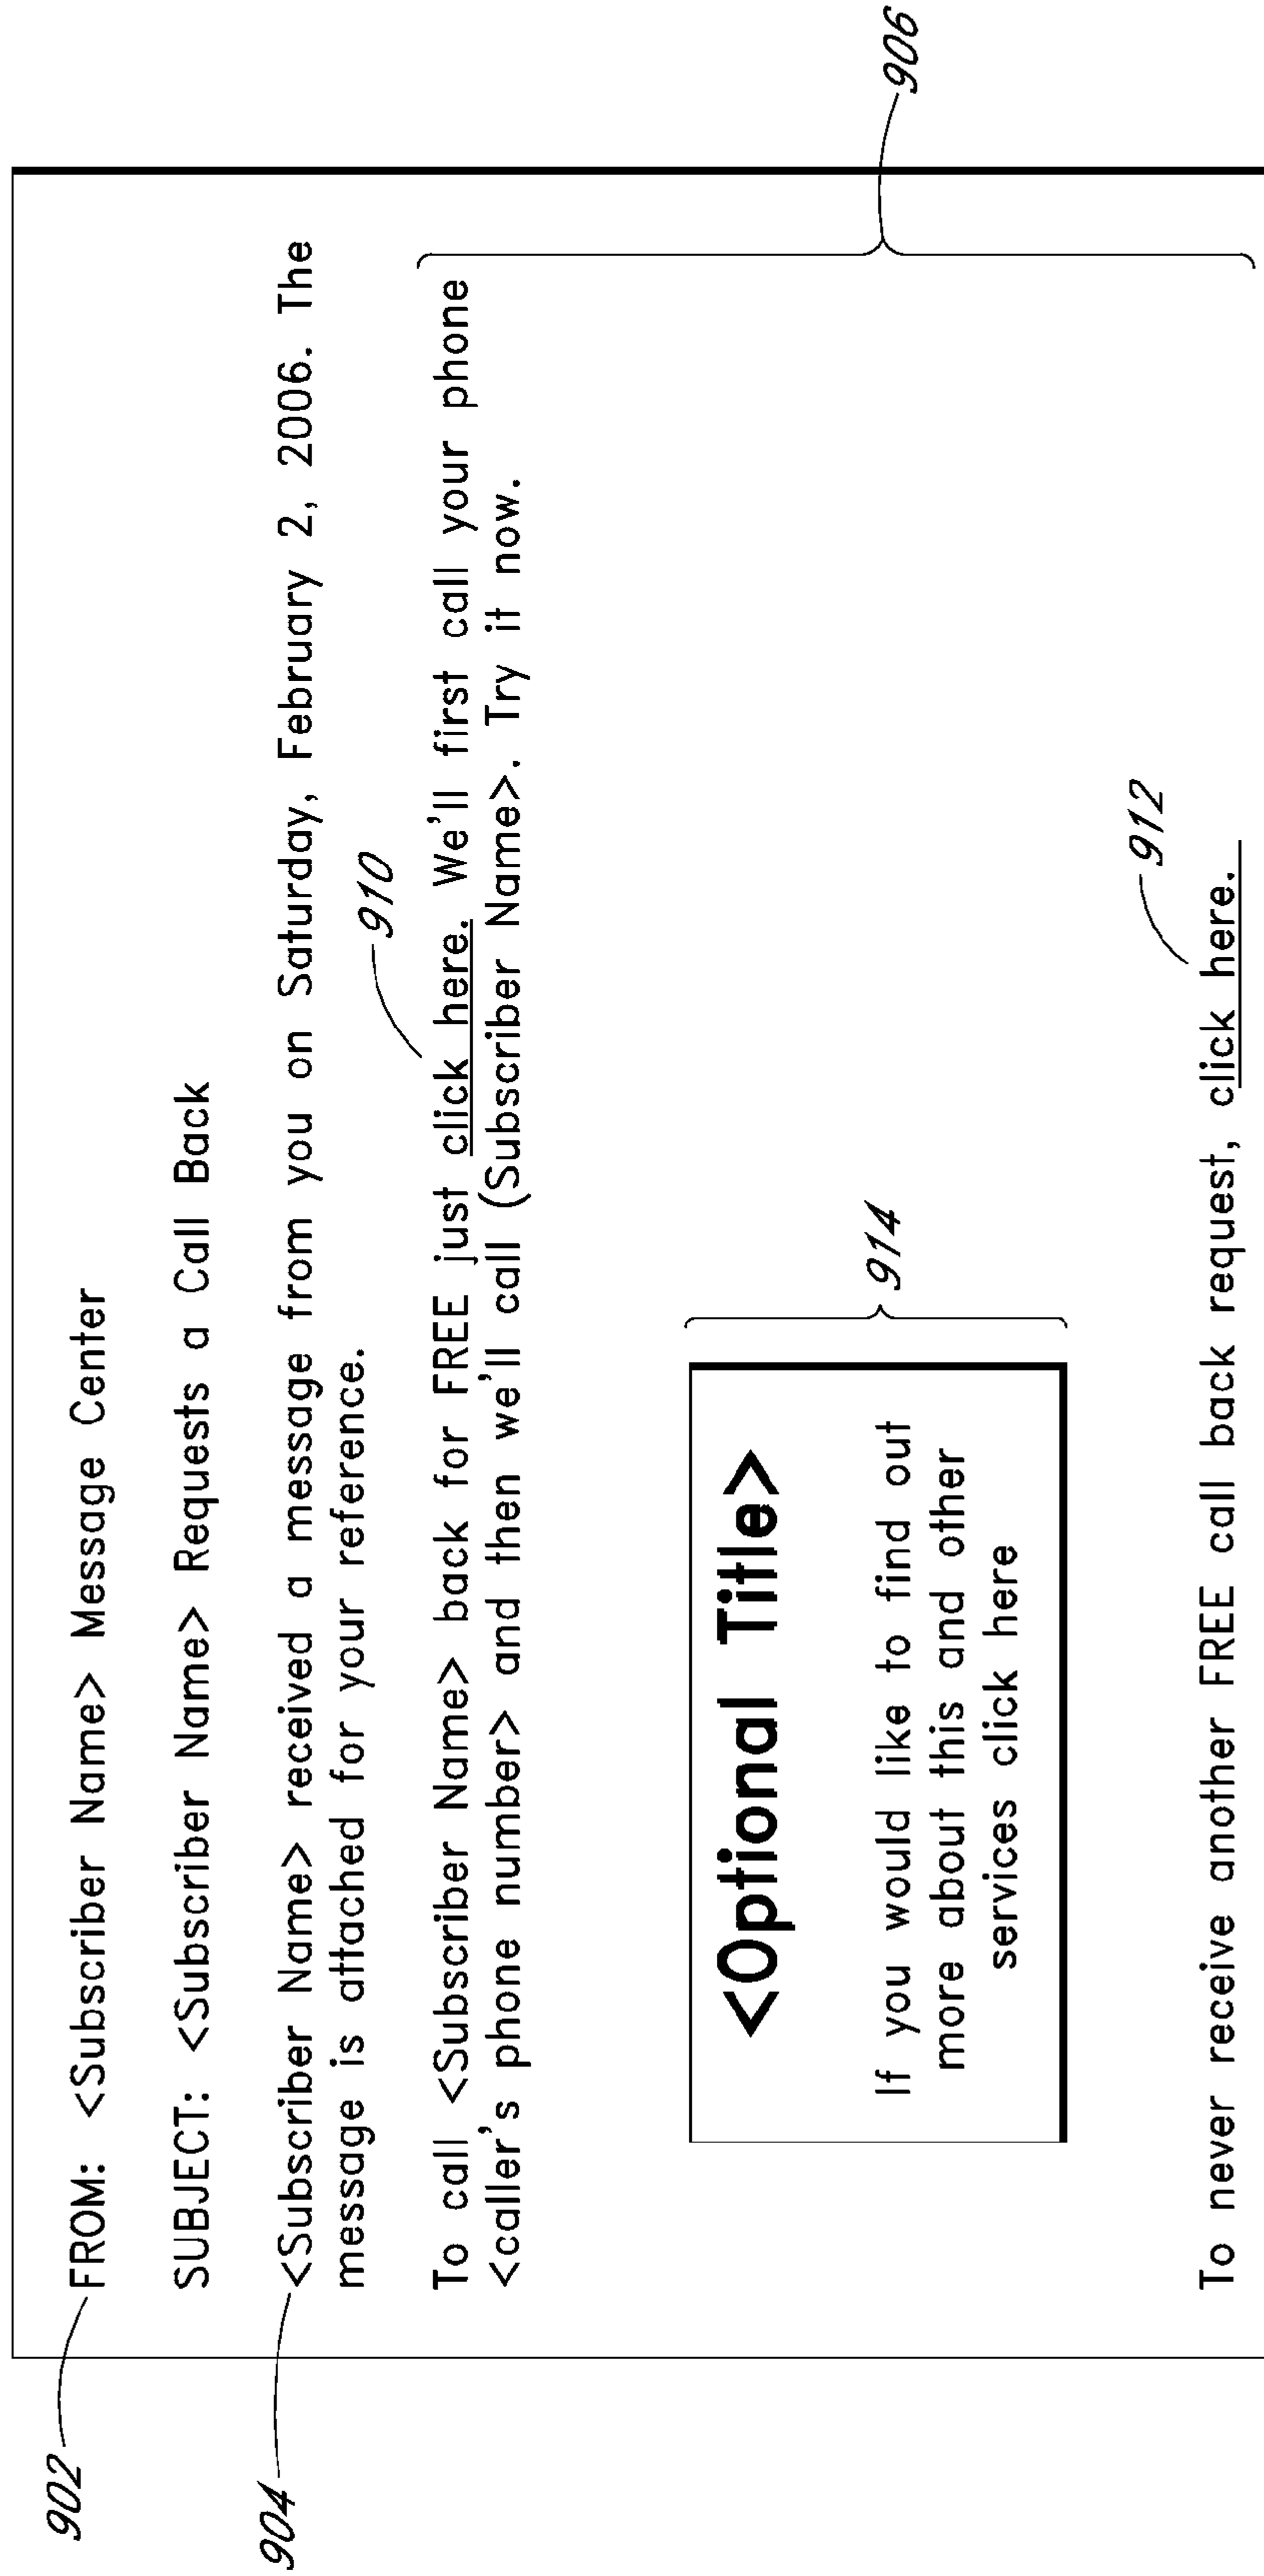 902
FROM: <Subscriber Name> Message Center
SUBJECT: <Subscriber Name> Requests a Call Back
904
<Subscriber Name> received a message from you on Saturday, February 2, 2006. The
message is attached for your reference.
910
To call <Subscriber Name> back for FREE just click here. We'll first call your phone
<caller's phone number> and then we'll call (Subscriber Name>. Try it now.
906
<Optional Title>
If you would like to find out
more about this and other
services click here
914
912
To never receive another FREE call back request, click here.